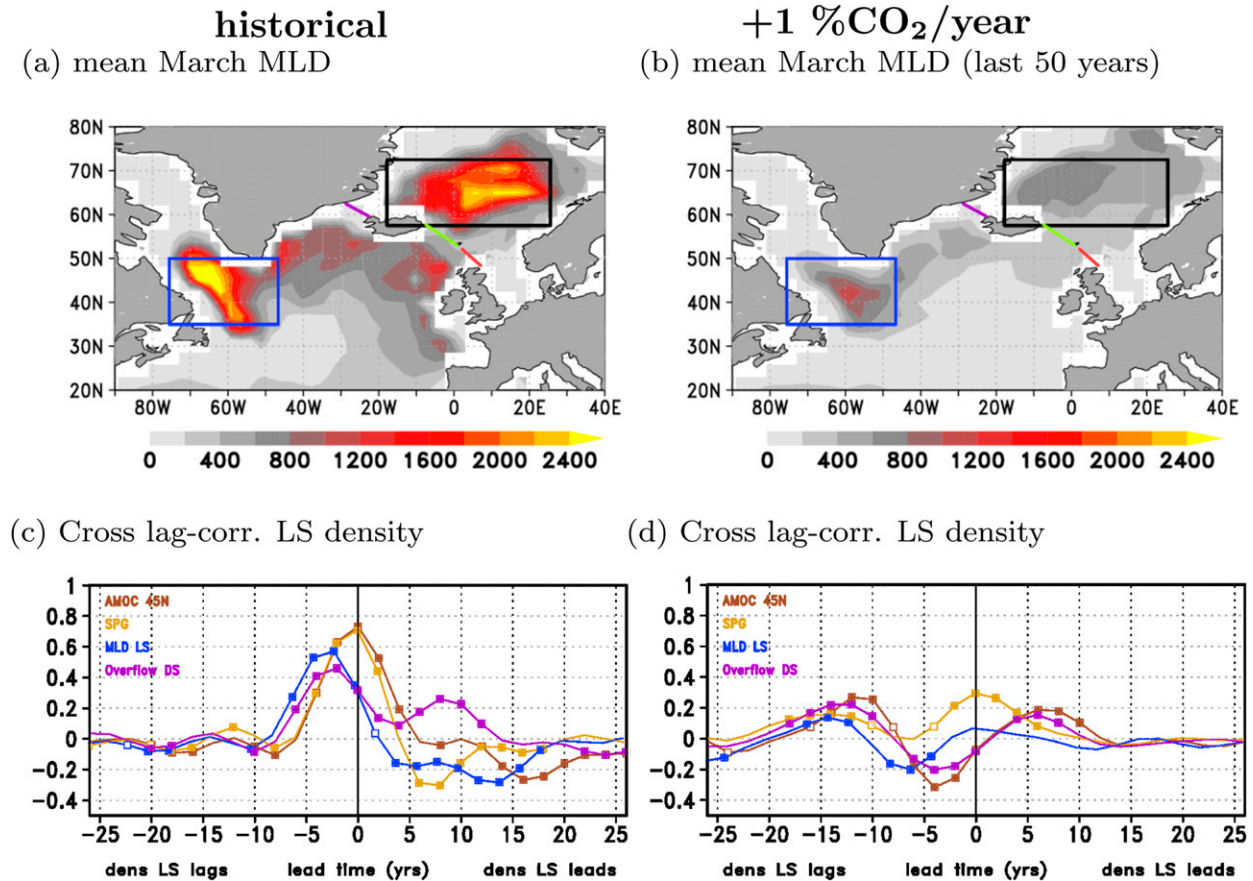 historical
+1 %CO₂/year
(a) mean March MLD
(b) mean March MLD (last 50 years)
80N
70N
60N
50N
40N
30N
20N
80W 60W 40W 20W 0 20E 40E
0 400 800 1200 1600 2000 2400
80N
70N
60N
50N
40N
30N
20N
80W 60W 40W 20W 0 20E 40E
0 400 800 1200 1600 2000 2400
(c) Cross lag-corr. LS density
(d) Cross lag-corr. LS density
1
0.8
0.6
0.4
0.2
0
-0.2
-0.4
AMOC 45N
SPG
MLD LS
Overflow DS
-25 -20 -15 -10 -5 0 5 10 15 20 25
dens LS lags lead time (yrs) dens LS leads
1
0.8
0.6
0.4
0.2
0
-0.2
-0.4
AMOC 45N
SPG
MLD LS
Overflow DS
-25 -20 -15 -10 -5 0 5 10 15 20 25
dens LS lags lead time (yrs) dens LS leads